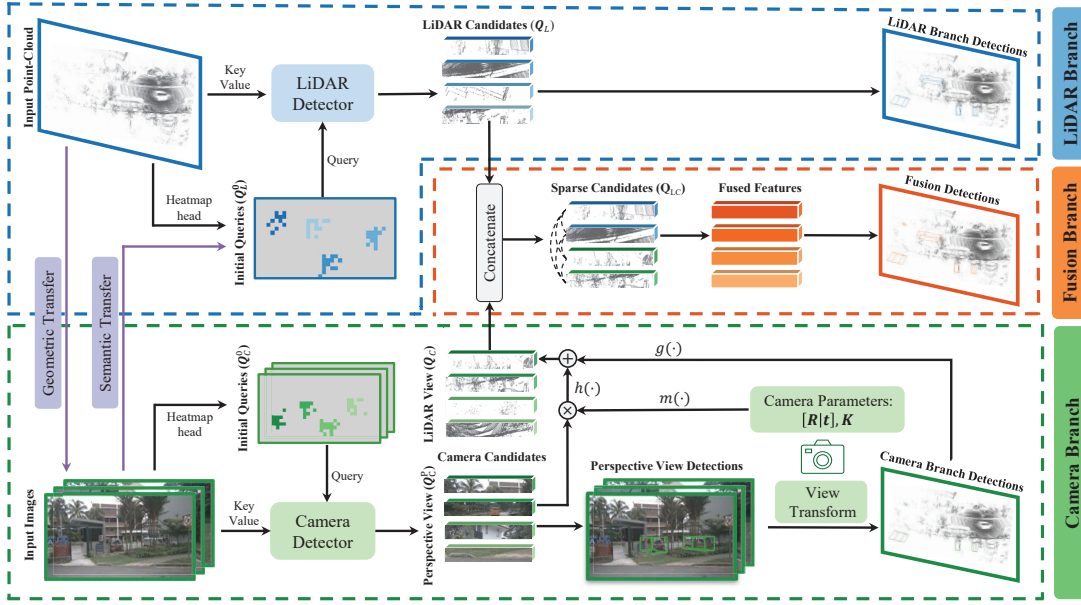 LiDAR Candidates (Q_L)
LiDAR Branch Detections
Input Point-Cloud
Key
Value
LiDAR
Detector
LiDAR Branch
Query
Heatmap
head
Initial Queries (Q_L^0)
Sparse Candidates (Q_LC)
Fused Features
Fusion Detections
Concatenate
Fusion Branch
Geometric Transfer
Semantic Transfer
Initial Queries (Q_C^0)
Heatmap
head
LiDAR View (Q_C)
g(·)
h(·)
m(·)
Camera Parameters:
[R|t], K
Camera Candidates
Query
Perspective View (Q_C^P)
Perspective View Detections
Camera Branch Detections
Input Images
Key
Value
Camera
Detector
View
Transform
Camera Branch